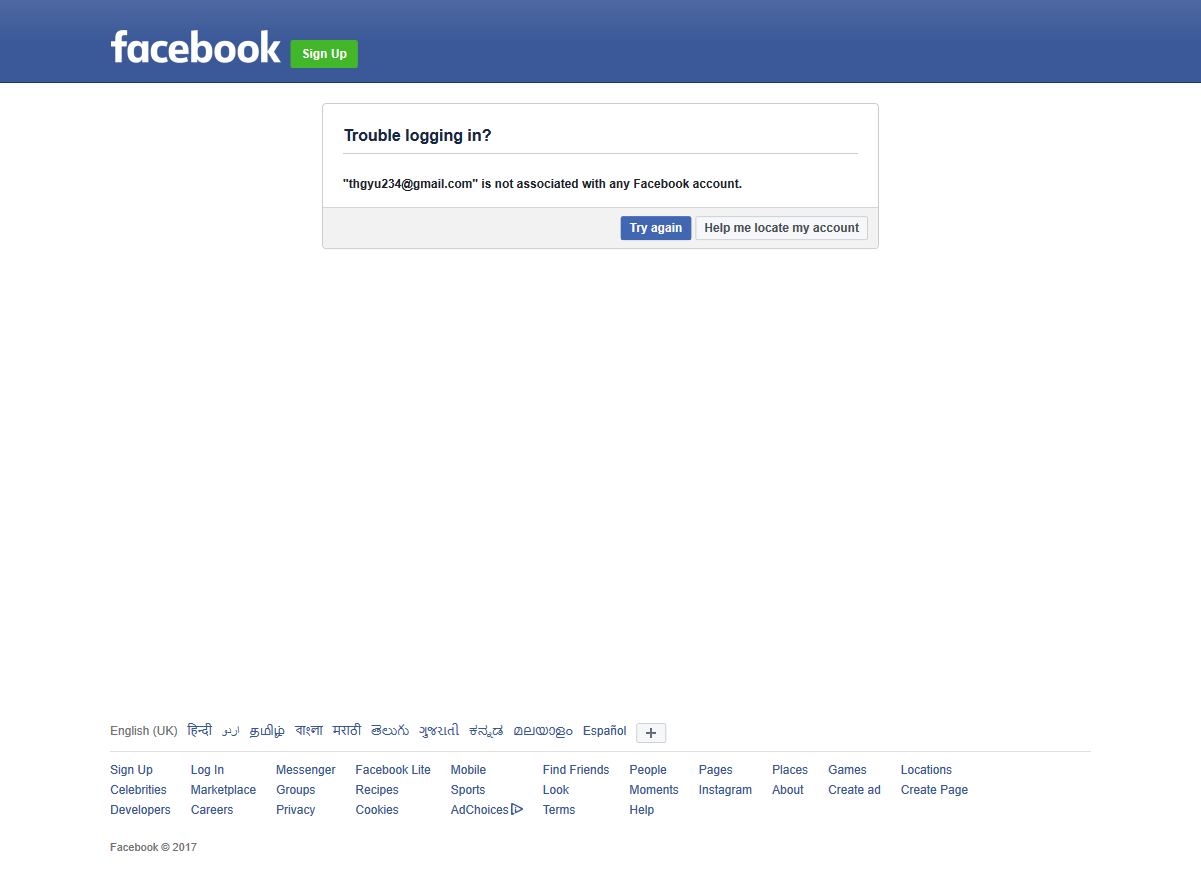 facebook Sign Up
Trouble logging in?
"thgyu234@gmail.com" is not associated with any Facebook account.
Try again Help me locate my account
English (UK) हिन्दी اردو தமிழ் বাংলা मराठी తెలుగు ગુજરાતી ಕನ್ನಡ മലയാളം Español
Sign Up Log In Messenger Facebook Lite Mobile Find Friends People Pages Places Games Locations
Celebrities Marketplace Groups Recipes Sports Look Moments Instagram About Create ad Create Page
Developers Careers Privacy Cookies AdChoices Terms Help
Facebook © 2017